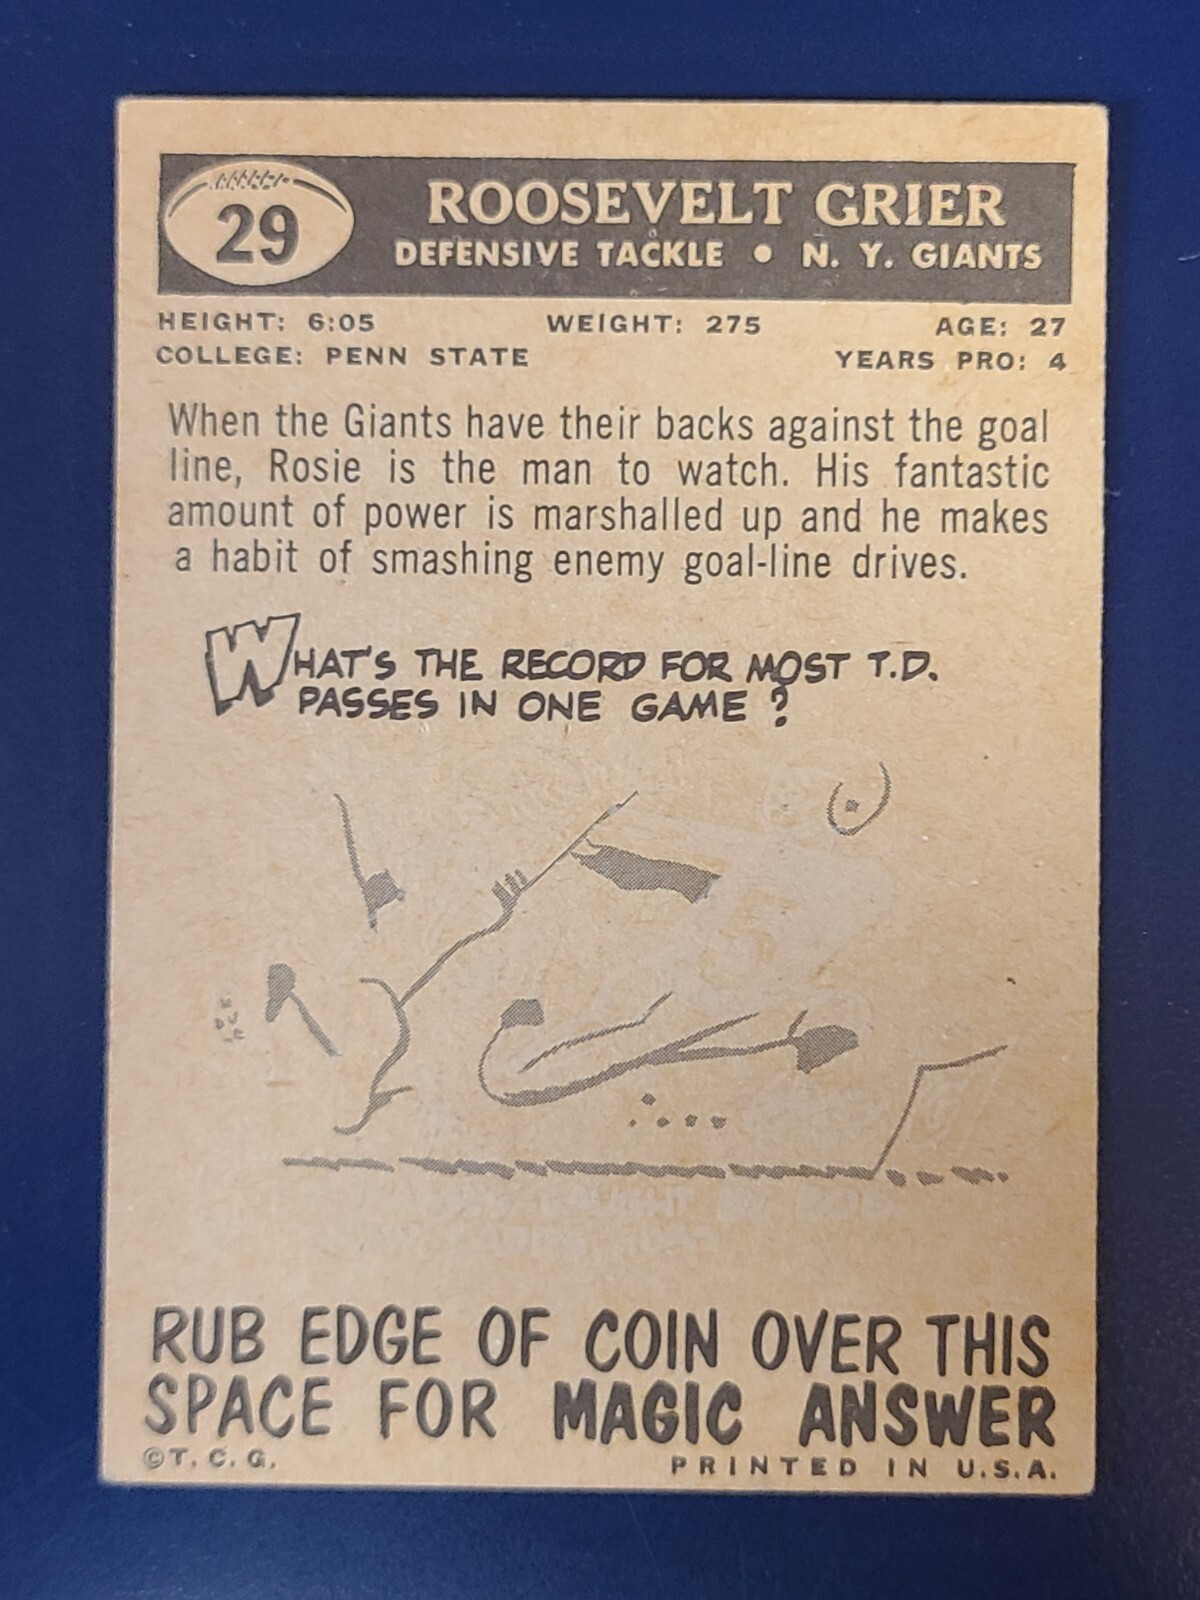 29
ROOSEVELT GRIER
DEFENSIVE TACKLE • N. Y. GIANTS
HEIGHT: 6:05 WEIGHT: 275 AGE: 27
COLLEGE: PENN STATE YEARS PRO: 4
When the Giants have their backs against the goal
line, Rosie is the man to watch. His fantastic
amount of power is marshalled up and he makes
a habit of smashing enemy goal-line drives.
WHAT'S THE RECORD FOR MOST T.D.
PASSES IN ONE GAME ?
RUB EDGE OF COIN OVER THIS
SPACE FOR MAGIC ANSWER
©T. C. G. PRINTED IN U.S.A.